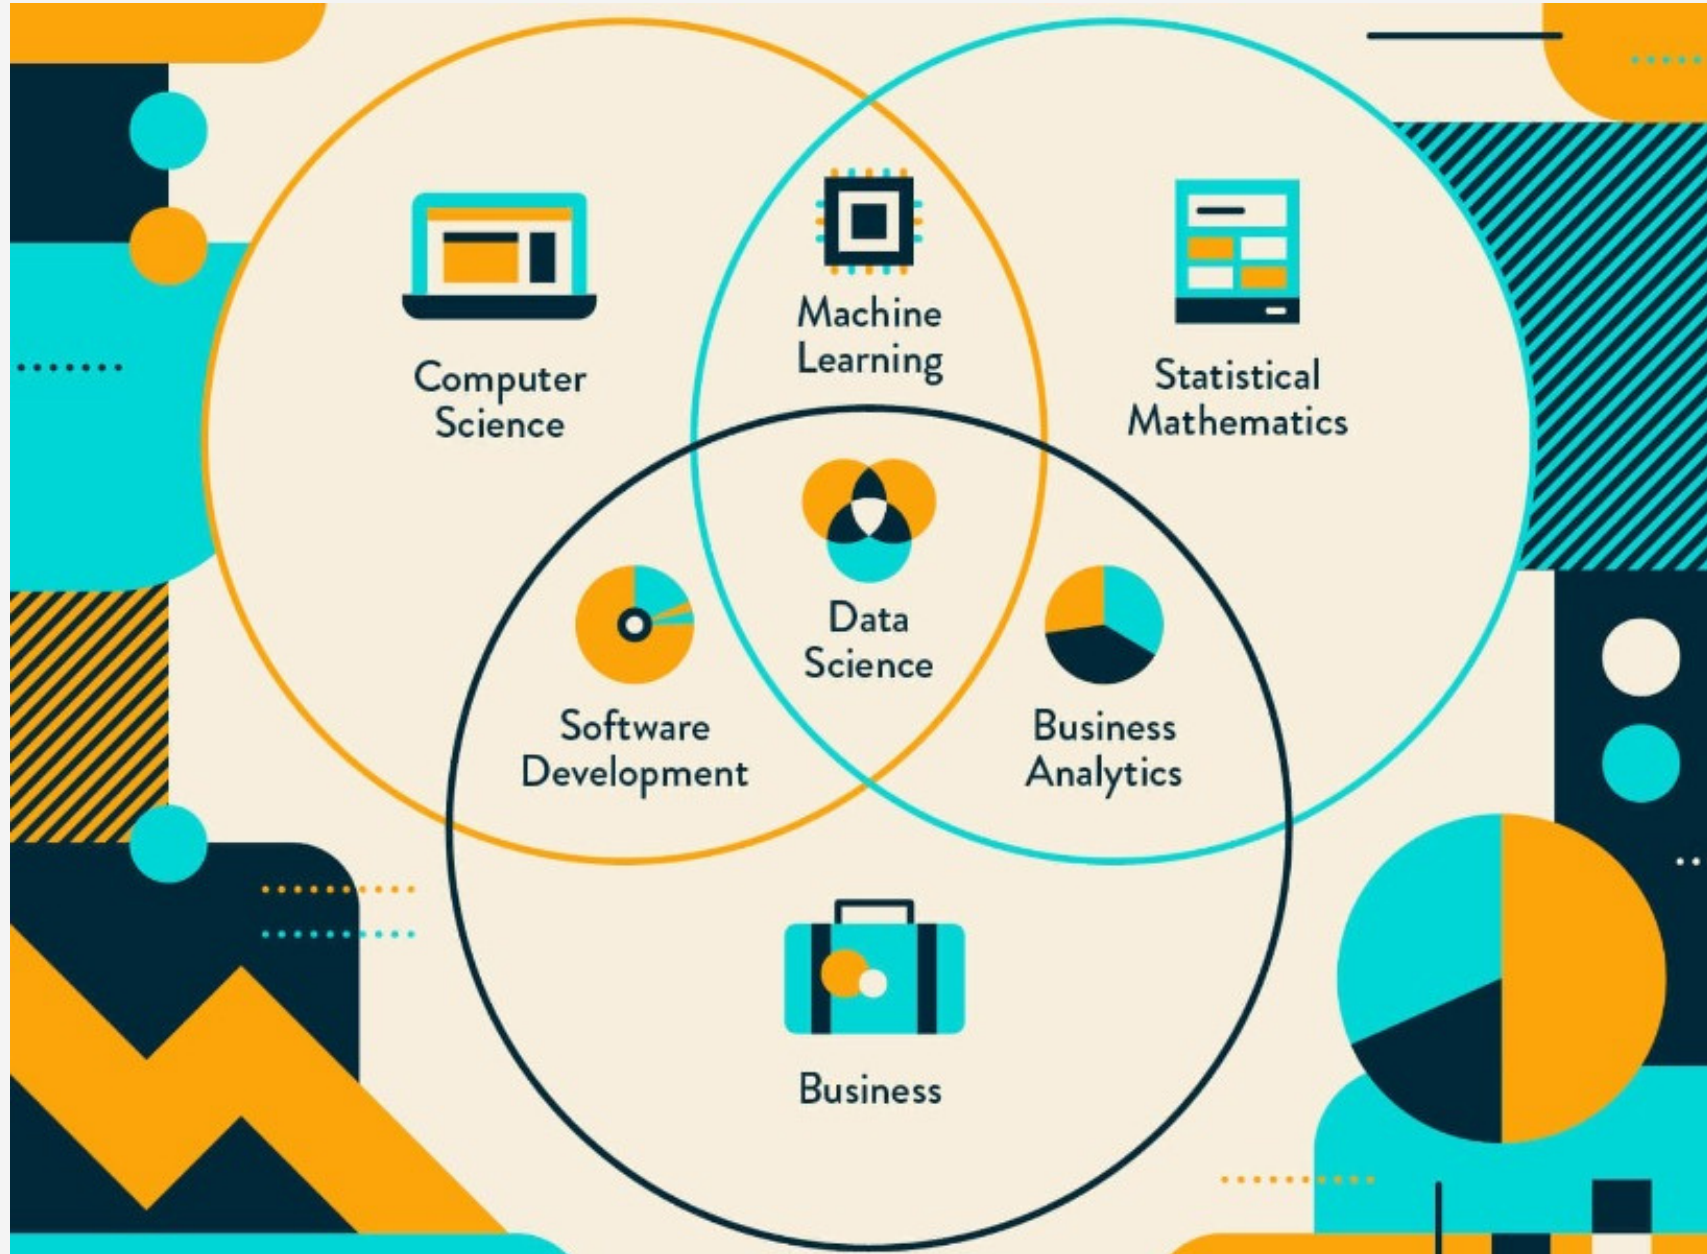 Machine
Learning
Computer
Science
Statistical
Mathematics
Data
Science
Software
Development
Business
Analytics
Business